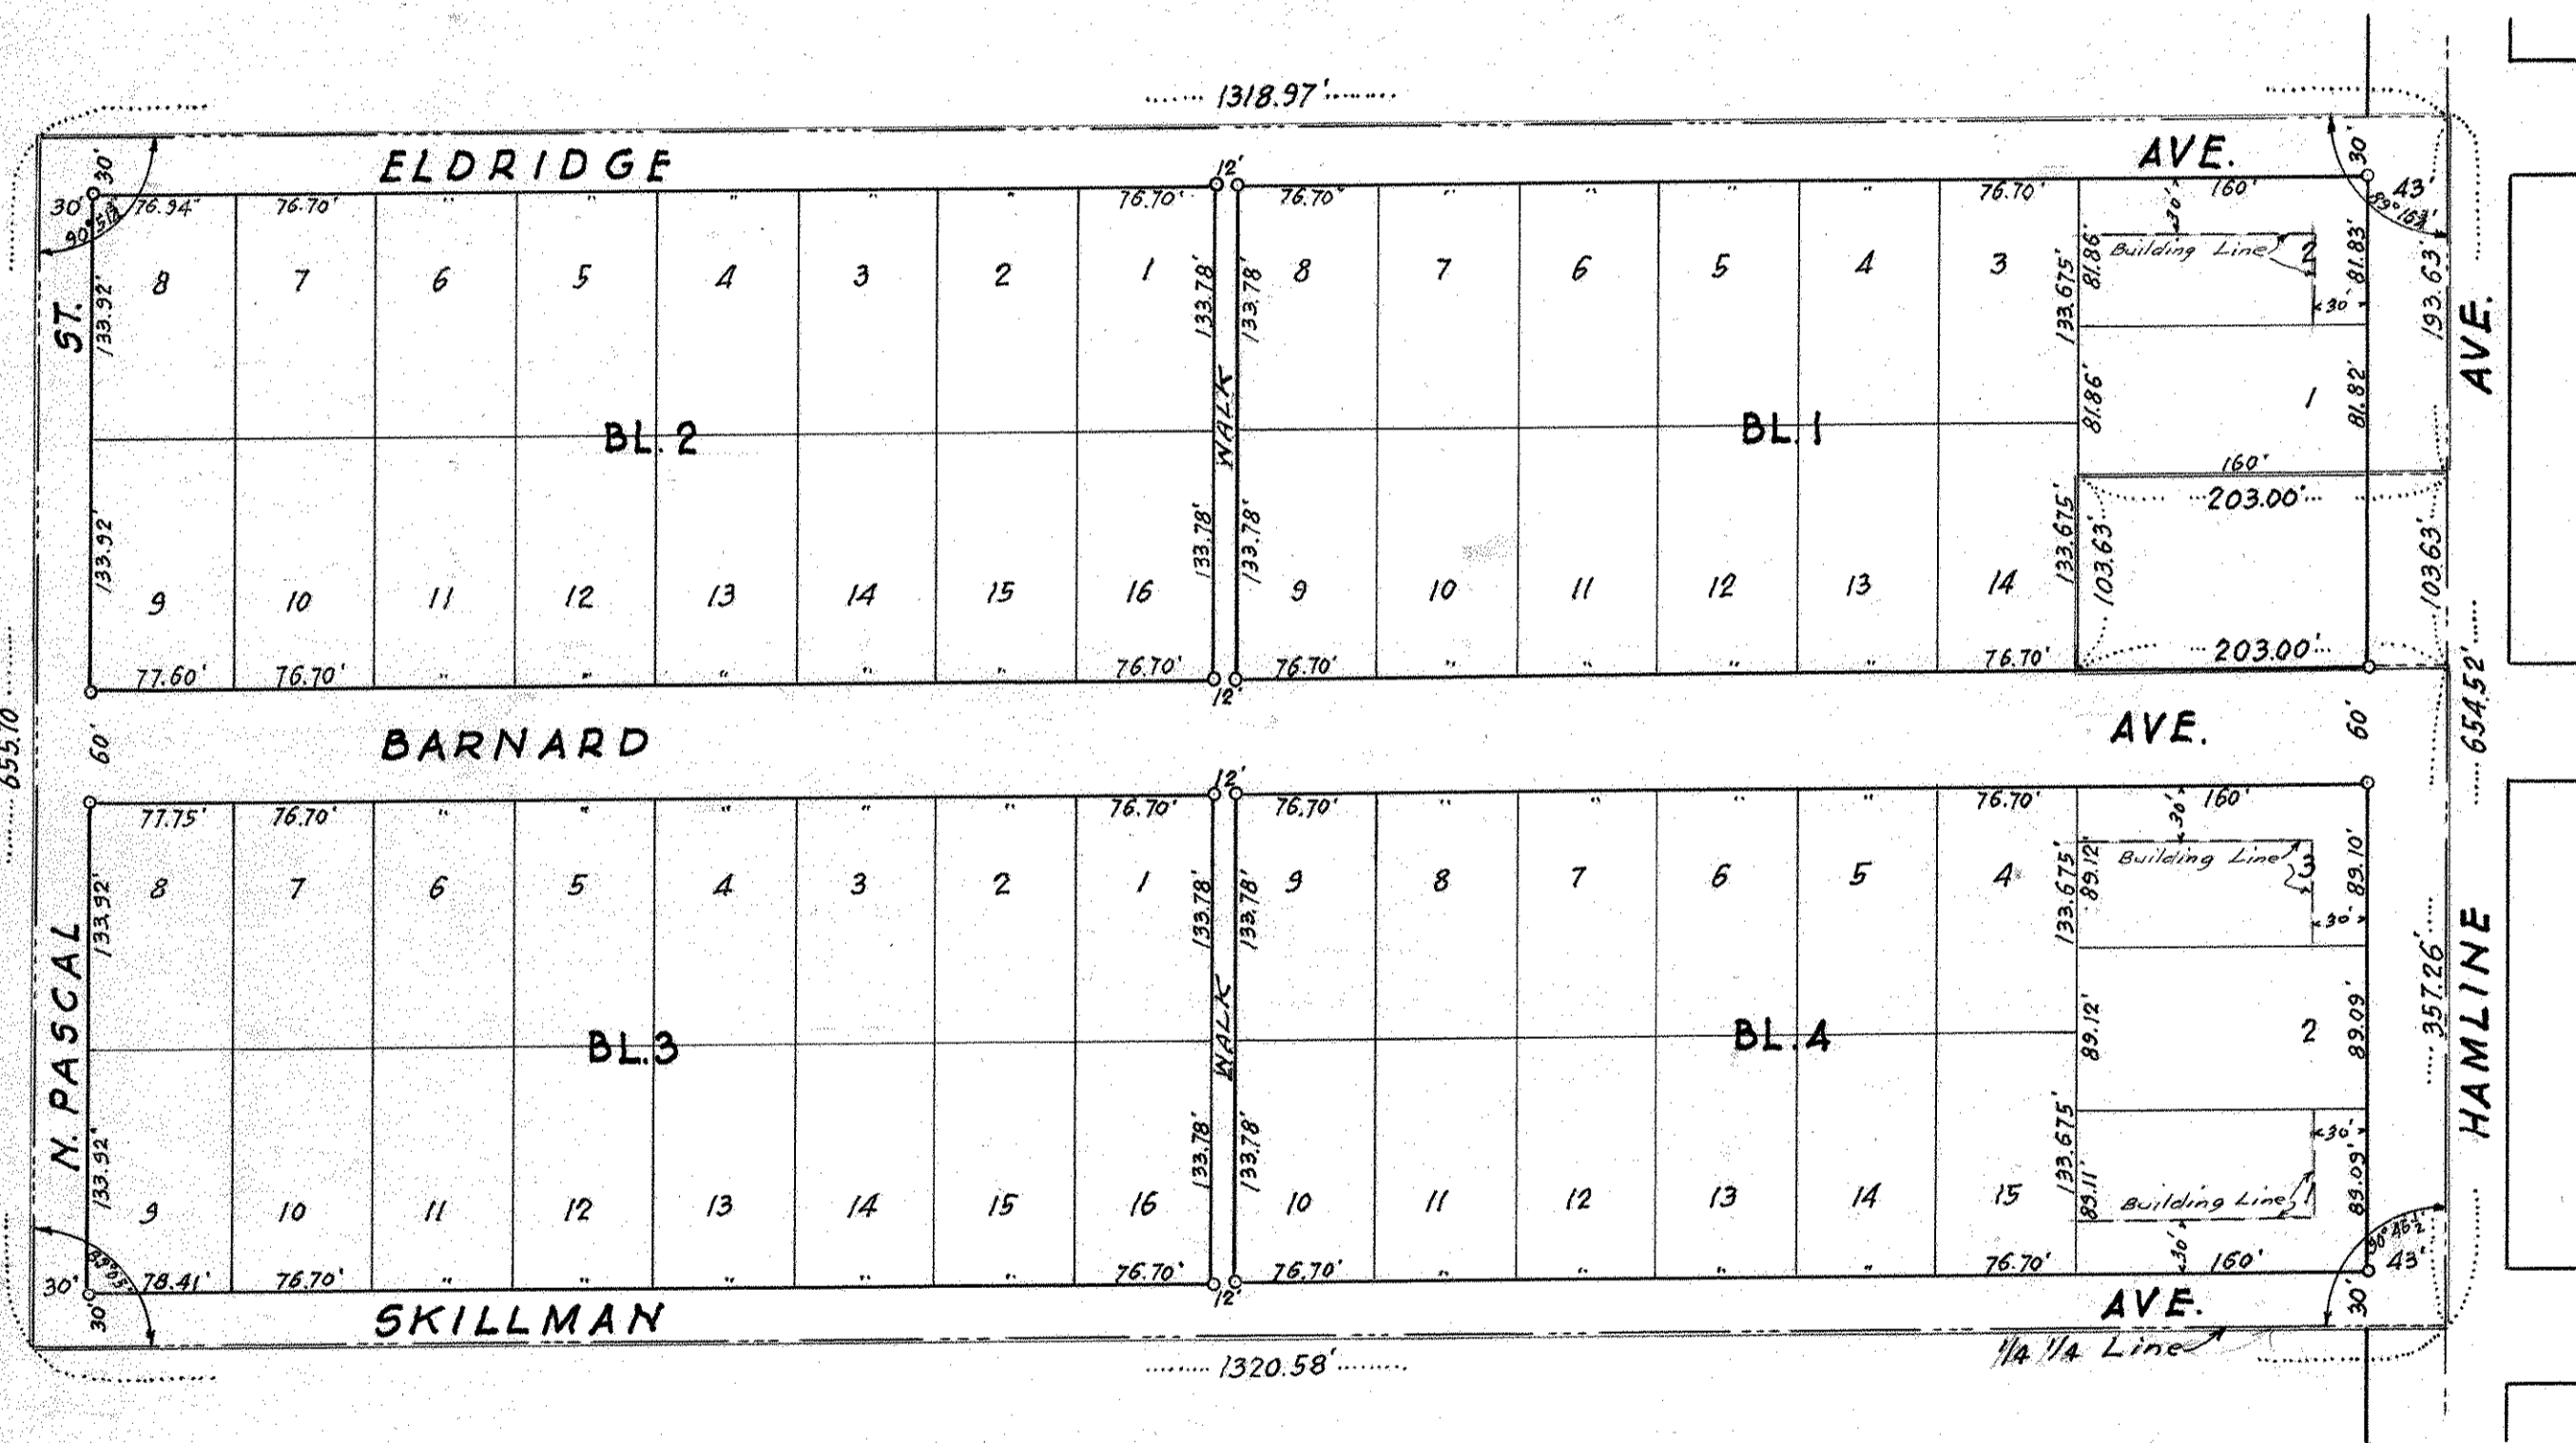 1318.97'
ELDRIDGE AVE.
30' 12' 30'
30' 76.94' 76.70' " " " " " 76.70' 76.70' " " " " 76.70' 160' 43'
30'
Building Line
8 7 6 5 4 3 2 1 8 7 6 5 4 3 2
133.92' 133.78' 133.78' 133.675' 81.86' 81.83' 193.63'
30'
ST. AVE.
81.86' 1 81.82'
BL. 2 WALK BL. 1
160'
203.00'
133.92' 133.78' 133.78' 133.675' 103.63' 103.63'
9 10 11 12 13 14 15 16 9 10 11 12 13 14
203.00'
77.60' 76.70' " " " " " 76.70' 76.70' " " " " 76.70'
12'
655.70 654.52'
60' BARNARD AVE. 60'
12'
77.75' 76.70' " " " " " 76.70' 76.70' " " " " 76.70' 160'
30'
Building Line
8 7 6 5 4 3 2 1 9 8 7 6 5 4 3
133.92' 133.78' 133.78' 133.675' 89.12' 89.10'
30'
N. PASCAL HAMLINE
357.26'
BL. 3 WALK BL. 4
89.12' 2 89.09'
30'
133.92' 133.78' 133.78' 133.675' 89.11' 89.09'
9 10 11 12 13 14 15 16 10 11 12 13 14 15 1
Building Line
30'
90°46½'
30' 78.41' 76.70' " " " " " 76.70' 76.70' " " " " 76.70' 160' 43'
30' 12' 30'
SKILLMAN AVE.
1/4 1/4 Line
1320.58'